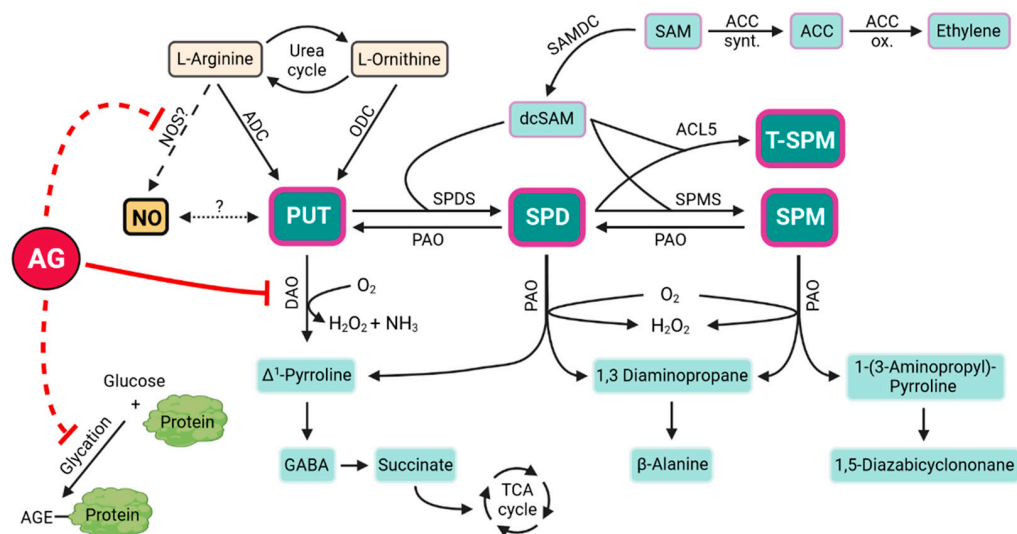 SAM
ACC
synt.
ACC
ACC
ox.
Ethylene
SAMDC
L-Arginine
Urea
cycle
L-Ornithine
dcSAM
ACL5
T-SPM
NOS?
ADC
ODC
NO
?
PUT
SPDS
PAO
SPD
SPMS
PAO
SPM
AG
DAO
O₂
H₂O₂ + NH₃
PAO
O₂
H₂O₂
PAO
Δ¹-Pyrroline
1,3 Diaminopropane
1-(3-Aminopropyl)-
Pyrroline
Glucose
+
Protein
Glycation
AGE
Protein
GABA
Succinate
TCA
cycle
β-Alanine
1,5-Diazabicyclononane